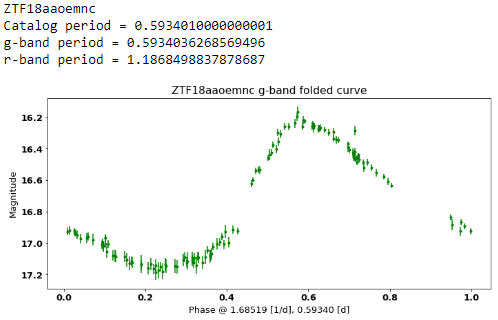 ZTF18aaoemnc
Catalog period = 0.5934010000000001
g-band period = 0.5934036268569496
r-band period = 1.1868498837878687
ZTF18aaoemnc g-band folded curve
Magnitude
16.2
16.4
16.6
16.8
17.0
17.2
0.0 0.2 0.4 0.6 0.8 1.0
Phase @ 1.68519 [1/d], 0.59340 [d]